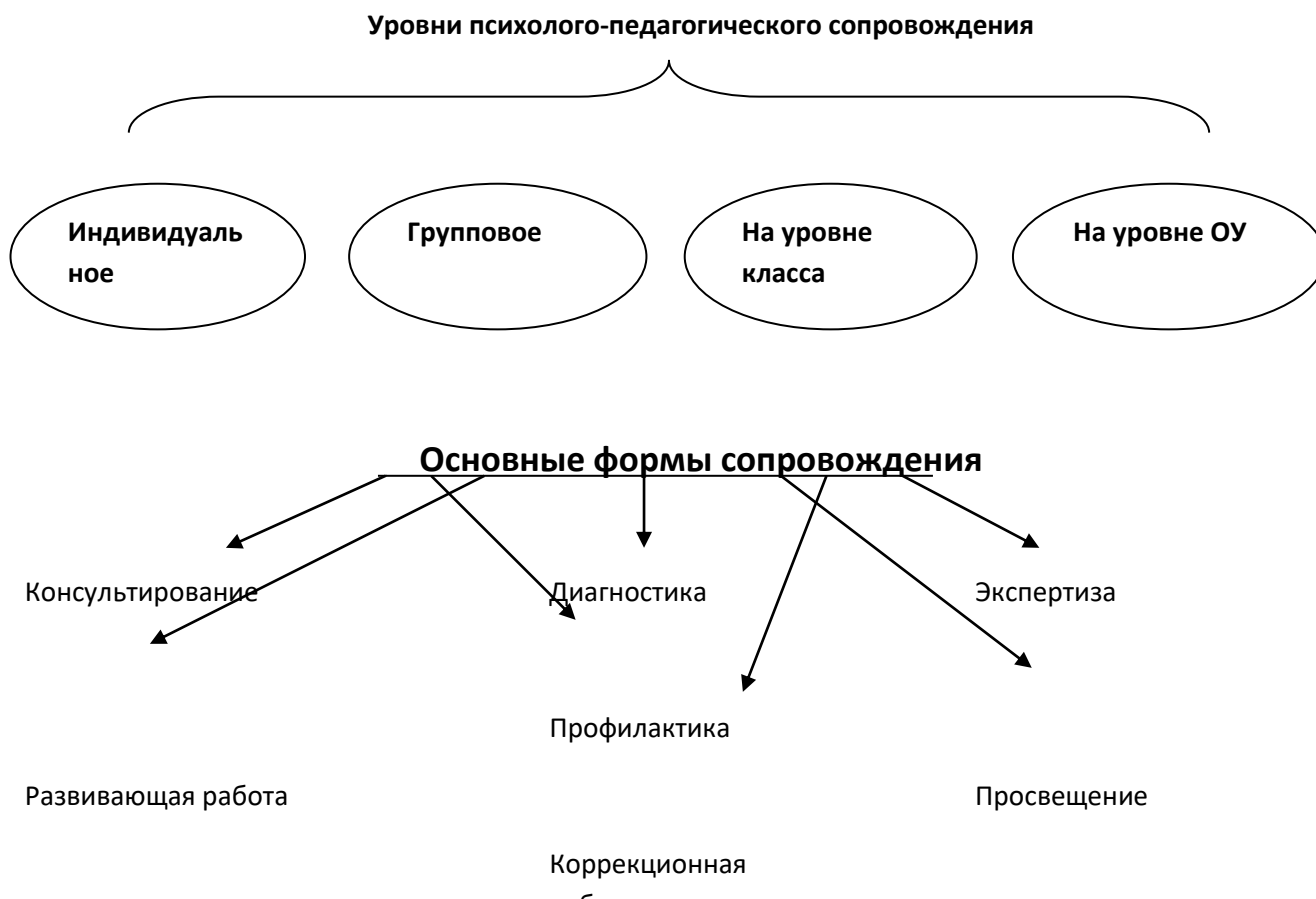 Уровни психолого-педагогического сопровождения
Индивидуаль
ное
Групповое
На уровне
класса
На уровне ОУ
Основные формы сопровождения
Консультирование
Диагностика
Экспертиза
Профилактика
Развивающая работа
Просвещение
Коррекционная